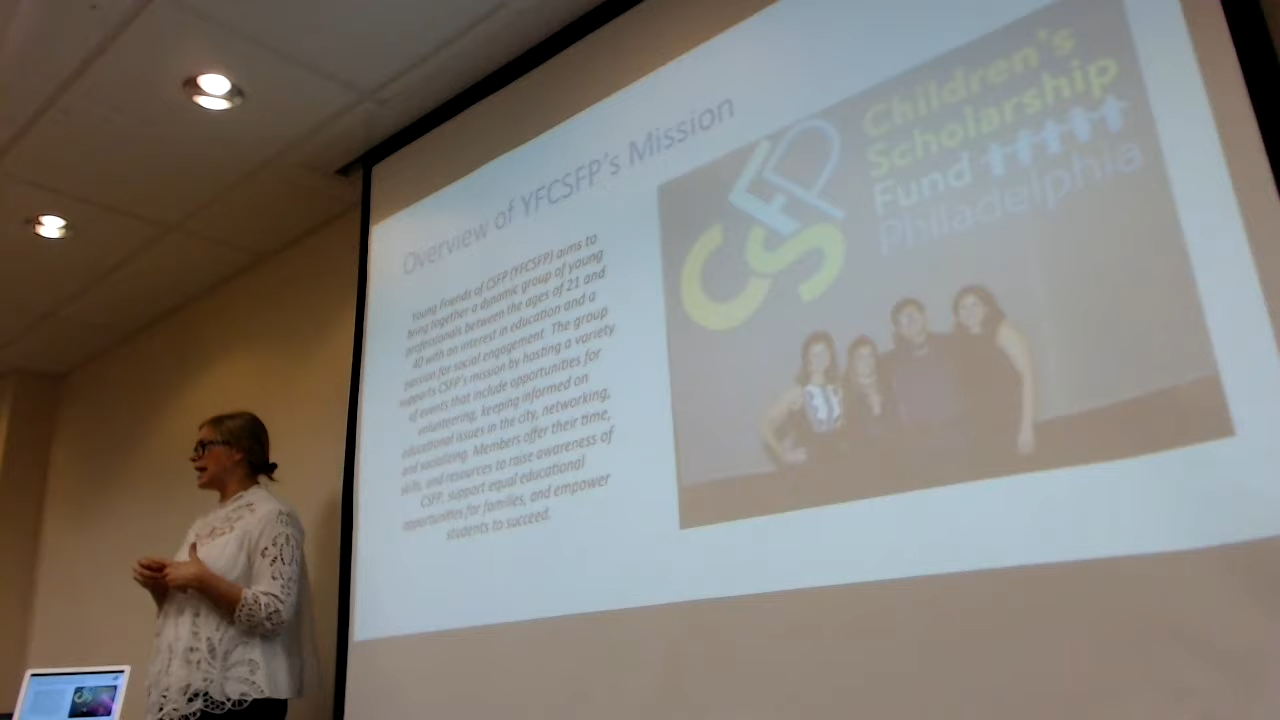 Overview of YFCSFP's Mission
Young Friends of CSFP (YFCSFP) aims to
bring together a dynamic group of young
professionals between the ages of 21 and
40 with an interest in education and a
passion for social engagement. The group
supports CSFP's mission by hosting a variety
of events that include opportunities for
volunteering, keeping informed on
educational issues in the city, networking,
and socializing. Members offer their time,
skills, and resources to raise awareness of
CSFP, support equal educational
opportunities for families, and empower
students to succeed.
CSFP
Children's
Scholarship
Fund
Philadelphia